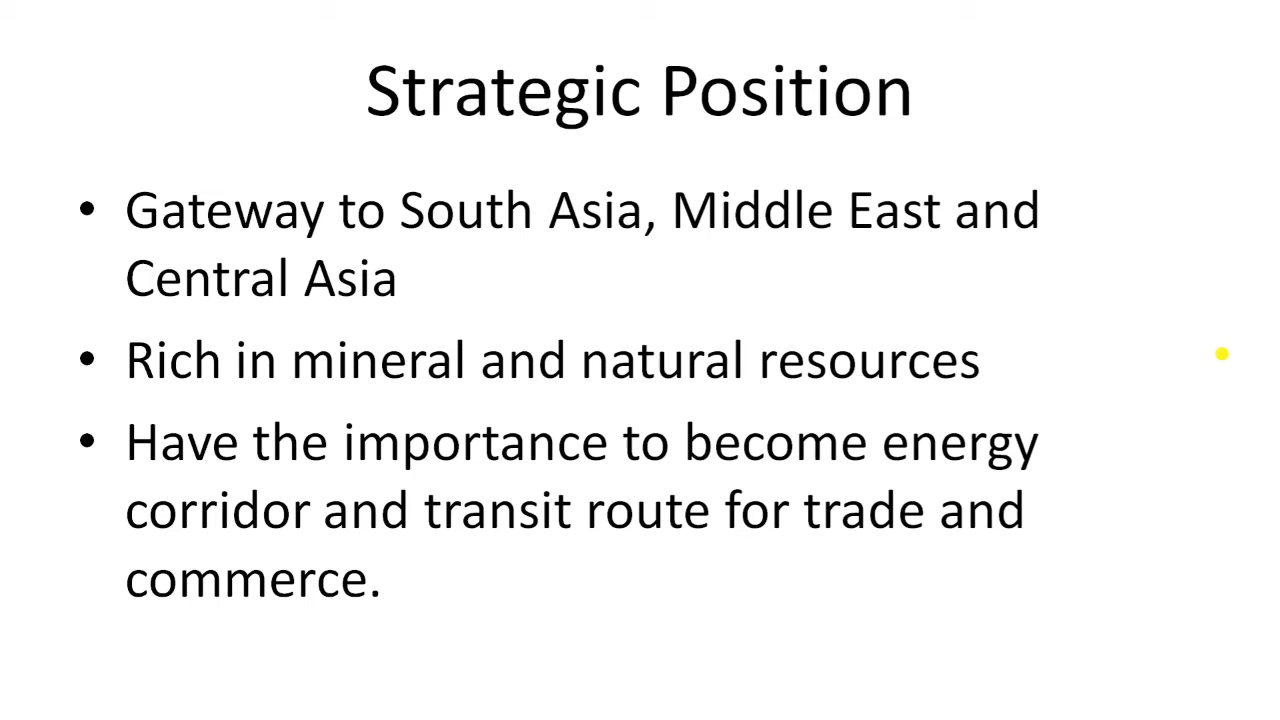 Strategic Position
• Gateway to South Asia, Middle East and
Central Asia
• Rich in mineral and natural resources
• Have the importance to become energy
corridor and transit route for trade and
commerce.